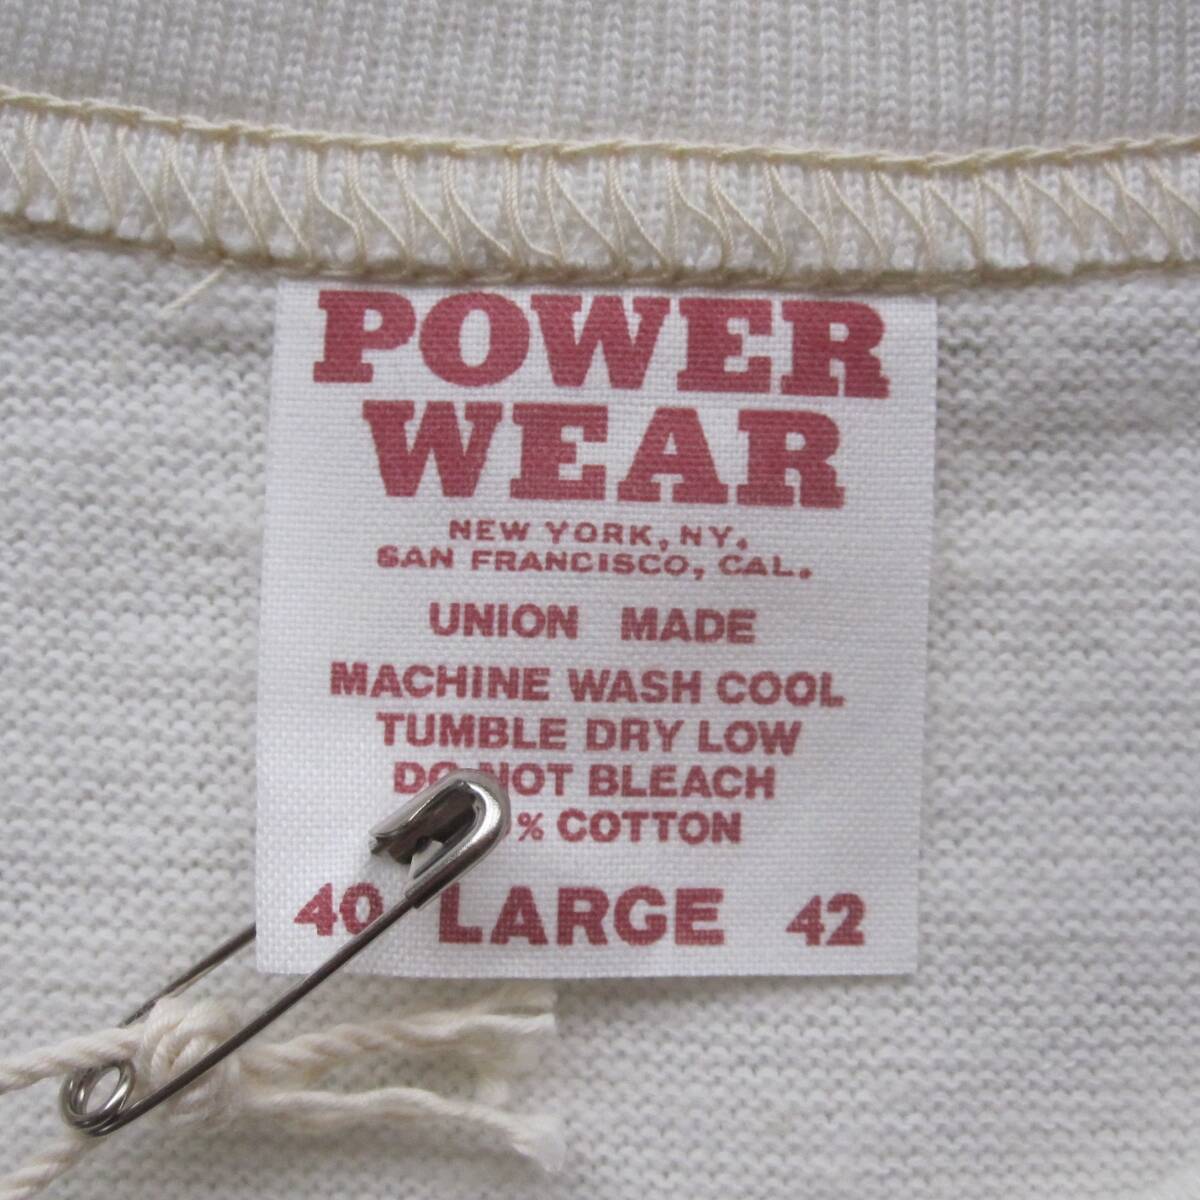 POWER
WEAR
NEW YORK, NY.
SAN FRANCISCO, CAL.
UNION MADE
MACHINE WASH COOL
TUMBLE DRY LOW
DO NOT BLEACH
% COTTON
40 LARGE 42